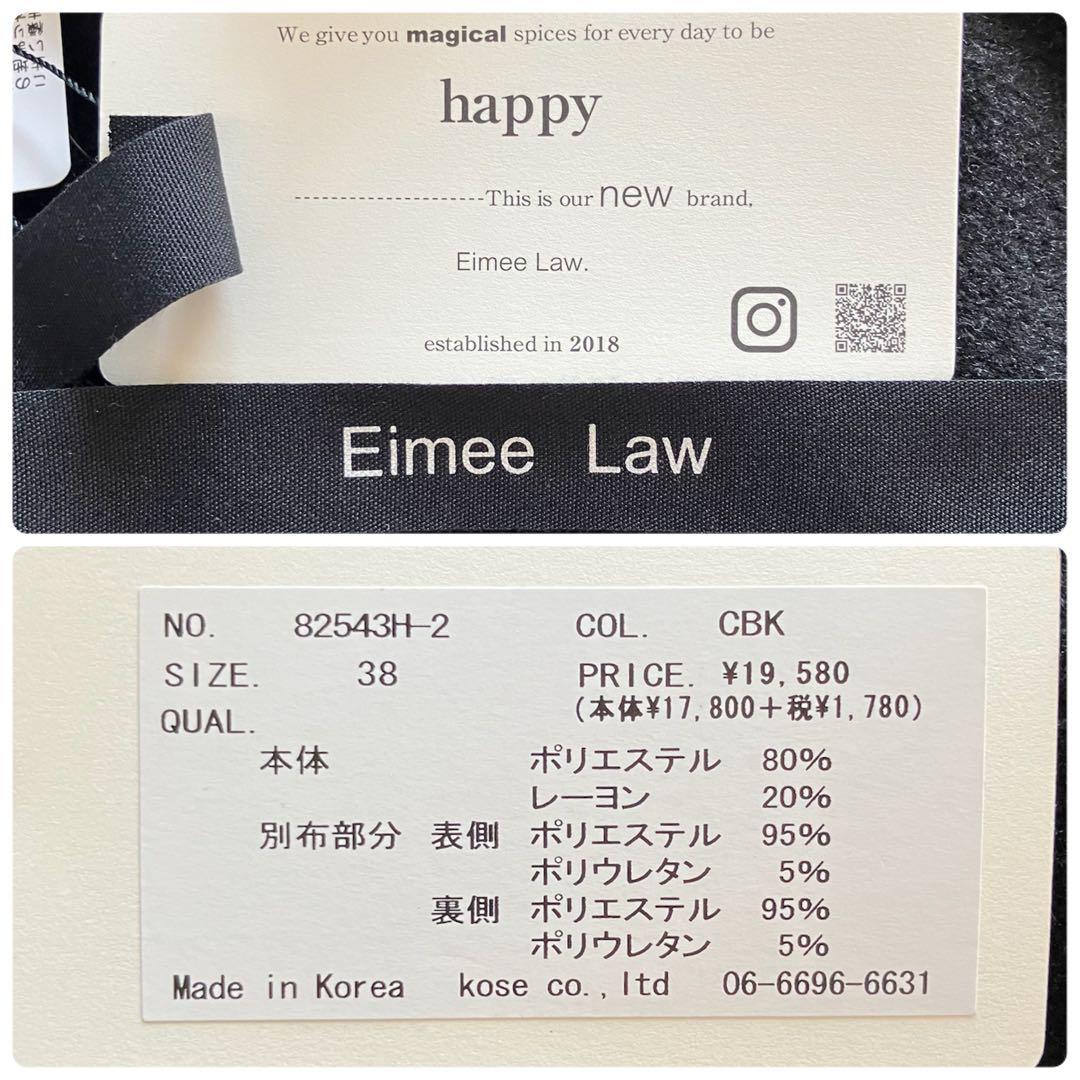 We give you magical spices for every day to be
happy
---------------------This is our new brand,
Eimee Law.
established in 2018
Eimee Law
NO. 82543H-2 COL. CBK
SIZE. 38 PRICE. ¥19,580
QUAL. (本体¥17,800+税¥1,780)
本体 ポリエステル 80%
レーヨン 20%
別布部分 表側 ポリエステル 95%
ポリウレタン 5%
裏側 ポリエステル 95%
ポリウレタン 5%
Made in Korea kose co.,ltd 06-6696-6631